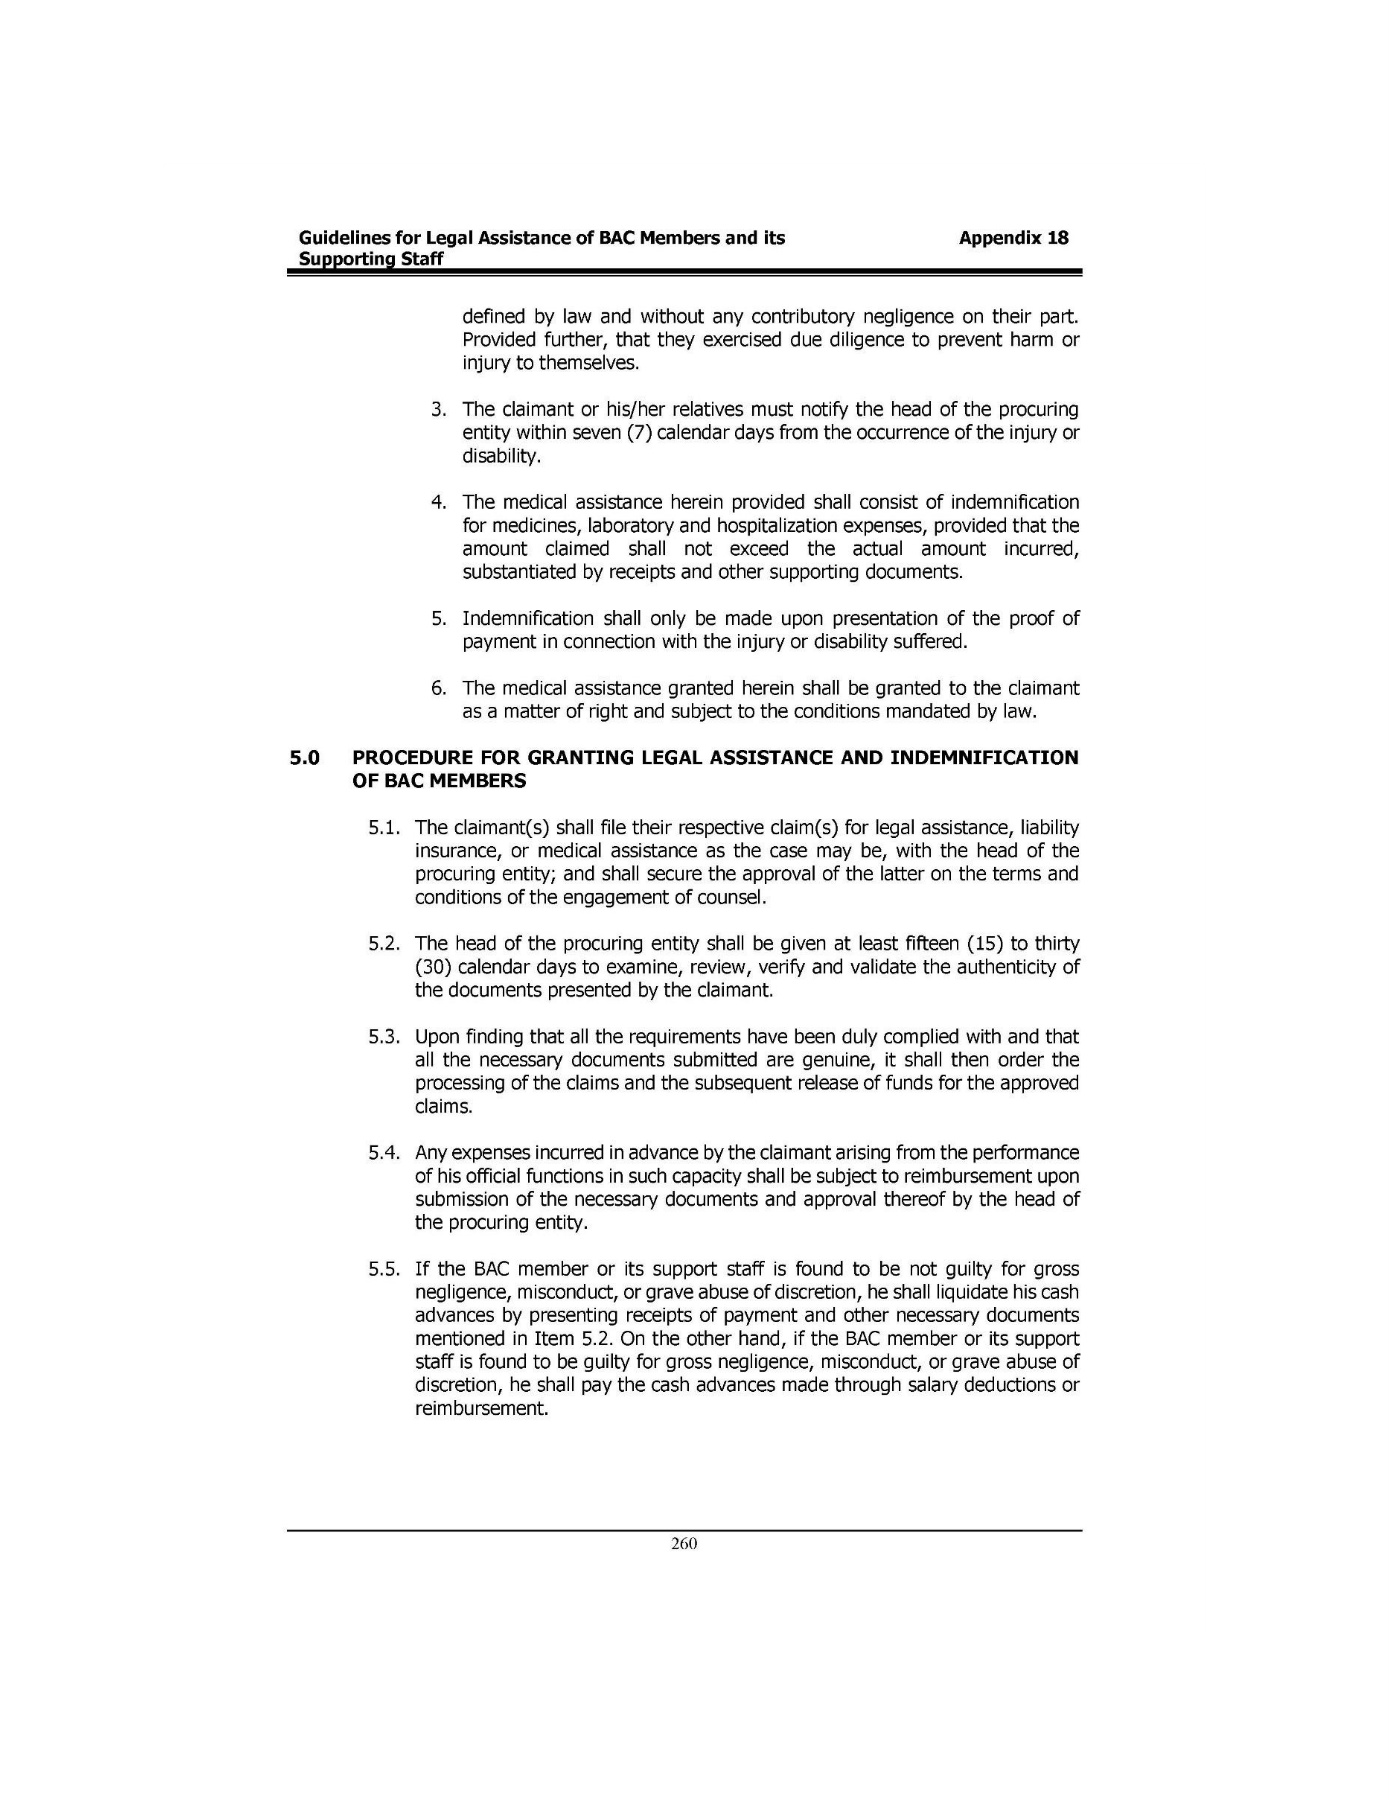 Guidelines for Legal Assistance of BAC Members and its Appendix 18
Supporting Staff
defined by law and without any contributory negligence on their part.
Provided further, that they exercised due diligence to prevent harm or
injury to themselves.
3. The claimant or his/her relatives must notify the head of the procuring
entity within seven (7) calendar days from the occurrence of the injury or
disability.
4. The medical assistance herein provided shall consist of indemnification
for medicines, laboratory and hospitalization expenses, provided that the
amount claimed shall not exceed the actual amount incurred,
substantiated by receipts and other supporting documents.
5. Indemnification shall only be made upon presentation of the proof of
payment in connection with the injury or disability suffered.
6. The medical assistance granted herein shall be granted to the claimant
as a matter of right and subject to the conditions mandated by law.
5.0 PROCEDURE FOR GRANTING LEGAL ASSISTANCE AND INDEMNIFICATION
OF BAC MEMBERS
5.1. The claimant(s) shall file their respective claim(s) for legal assistance, liability
insurance, or medical assistance as the case may be, with the head of the
procuring entity; and shall secure the approval of the latter on the terms and
conditions of the engagement of counsel.
5.2. The head of the procuring entity shall be given at least fifteen (15) to thirty
(30) calendar days to examine, review, verify and validate the authenticity of
the documents presented by the claimant.
5.3. Upon finding that all the requirements have been duly complied with and that
all the necessary documents submitted are genuine, it shall then order the
processing of the claims and the subsequent release of funds for the approved
claims.
5.4. Any expenses incurred in advance by the claimant arising from the performance
of his official functions in such capacity shall be subject to reimbursement upon
submission of the necessary documents and approval thereof by the head of
the procuring entity.
5.5. If the BAC member or its support staff is found to be not guilty for gross
negligence, misconduct, or grave abuse of discretion, he shall liquidate his cash
advances by presenting receipts of payment and other necessary documents
mentioned in Item 5.2. On the other hand, if the BAC member or its support
staff is found to be guilty for gross negligence, misconduct, or grave abuse of
discretion, he shall pay the cash advances made through salary deductions or
reimbursement.
260